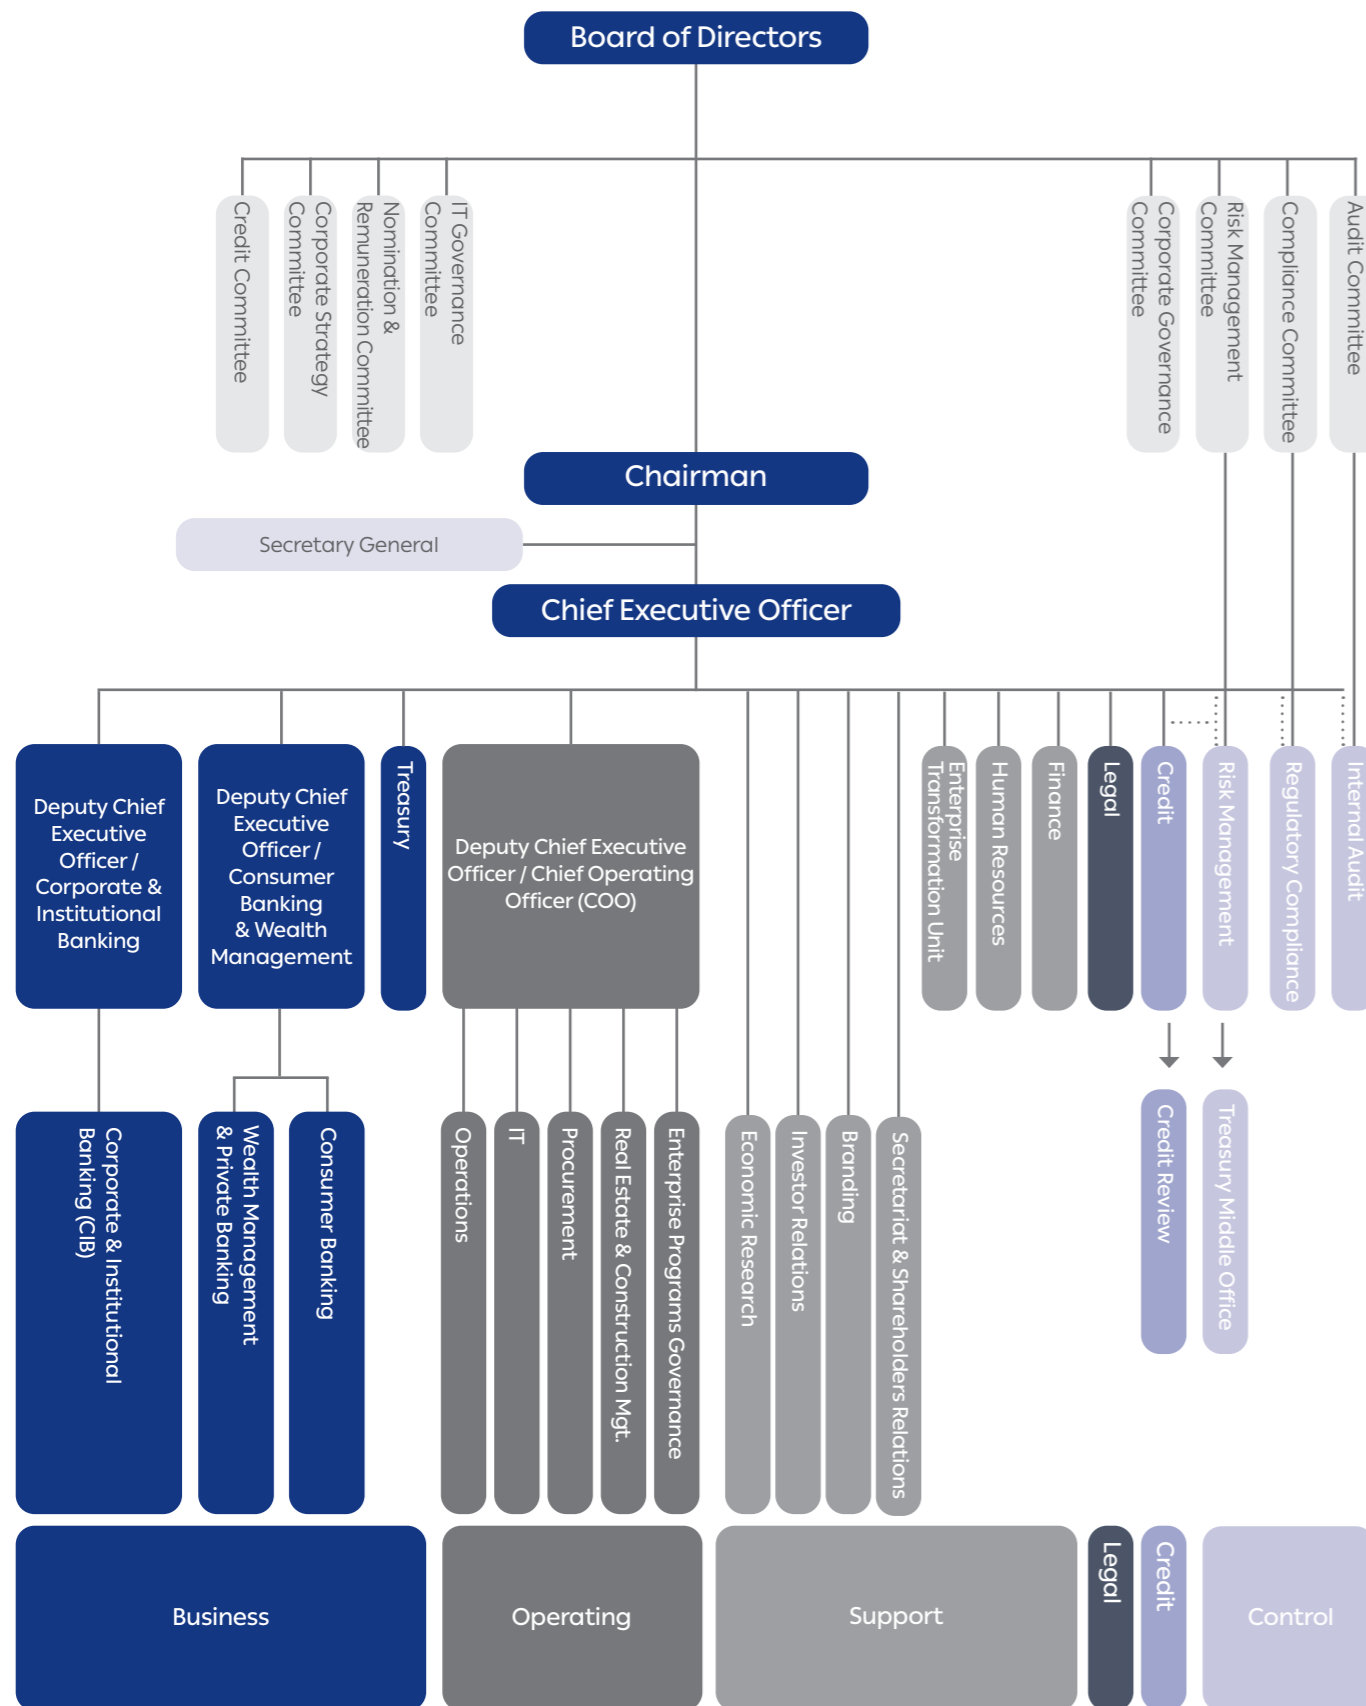 Board of Directors
Credit Committee
Corporate Strategy
Committee
Nomination &
Remuneration Committee
IT Governance
Committee
Corporate Governance
Committee
Risk Management
Committee
Compliance Committee
Audit Committee
Chairman
Secretary General
Chief Executive Officer
Deputy Chief
Executive
Officer /
Corporate &
Institutional
Banking
Deputy Chief
Executive
Officer /
Consumer
Banking
& Wealth
Management
Treasury
Deputy Chief Executive
Officer / Chief Operating
Officer (COO)
Enterprise
Transformation Unit
Human Resources
Finance
Legal
Credit
Risk Management
Regulatory Compliance
Internal Audit
Corporate & Institutional
Banking (CIB)
Wealth Management
& Private Banking
Consumer Banking
Operations
IT
Procurement
Real Estate & Construction Mgt.
Enterprise Programs Governance
Economic Research
Investor Relations
Branding
Secretariat & Shareholders Relations
Credit Review
Treasury Middle Office
Business
Operating
Support
Legal
Credit
Control